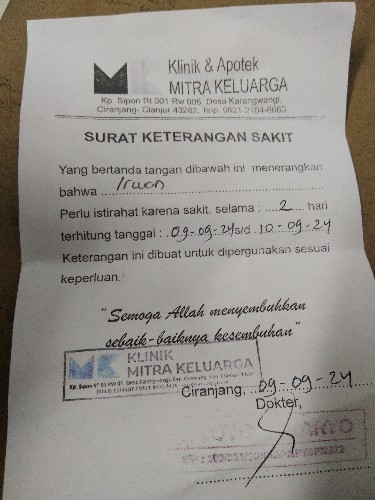 Klinik & Apotek
MITRA KELUARGA
Kp. Sipon Rt 001 Rw 005, Desa Karangwangi,
Ciranjang- Cianjur 43282. Telp. 0821-2104-6663
SURAT KETERANGAN SAKIT
Yang bertanda tangan dibawah ini menerangkan
bahwa Irwan
Perlu istirahat karena sakit, selama : 2 hari
terhitung tanggal : 09-09-24 s/d 10-09-24
Keterangan ini dibuat untuk dipergunakan sesuai
keperluan.
"Semoga Allah menyembuhkan
sebaik-baiknya kesembuhan"
MK KLINIK
MITRA KELUARGA
Ciranjang, 09-09-24
Dokter,